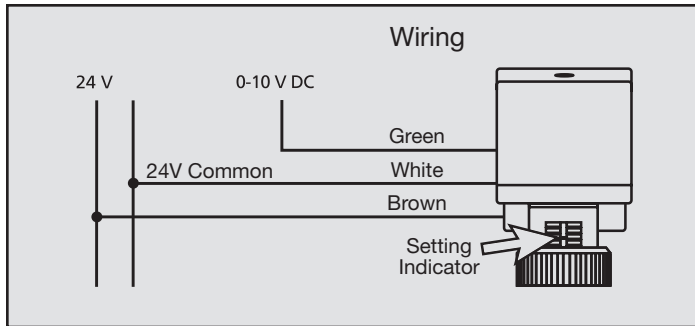 Wiring
24 V
0-10 V DC
Green
24V Common
White
Brown
Setting
Indicator